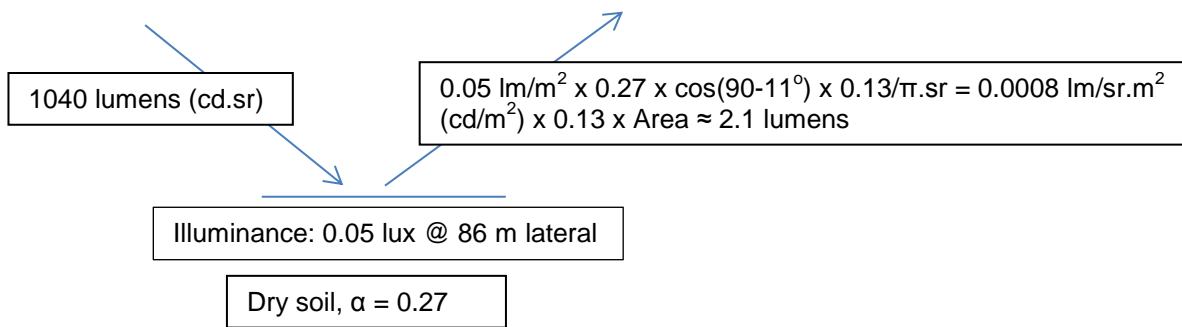 1040 lumens (cd.sr)
0.05 lm/m² x 0.27 x cos(90-11°) x 0.13/π.sr = 0.0008 lm/sr.m²
(cd/m²) x 0.13 x Area ≈ 2.1 lumens
Illuminance: 0.05 lux @ 86 m lateral
Dry soil, α = 0.27